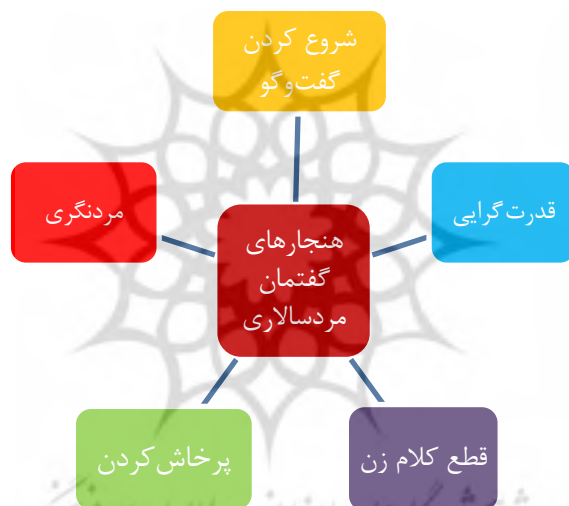 شروع کردن
گفت‌وگو
قدرت‌گرایی
مردنگری
هنجارهای
گفتمان
مردسالاری
قطع کلام زن
پرخاش‌کردن